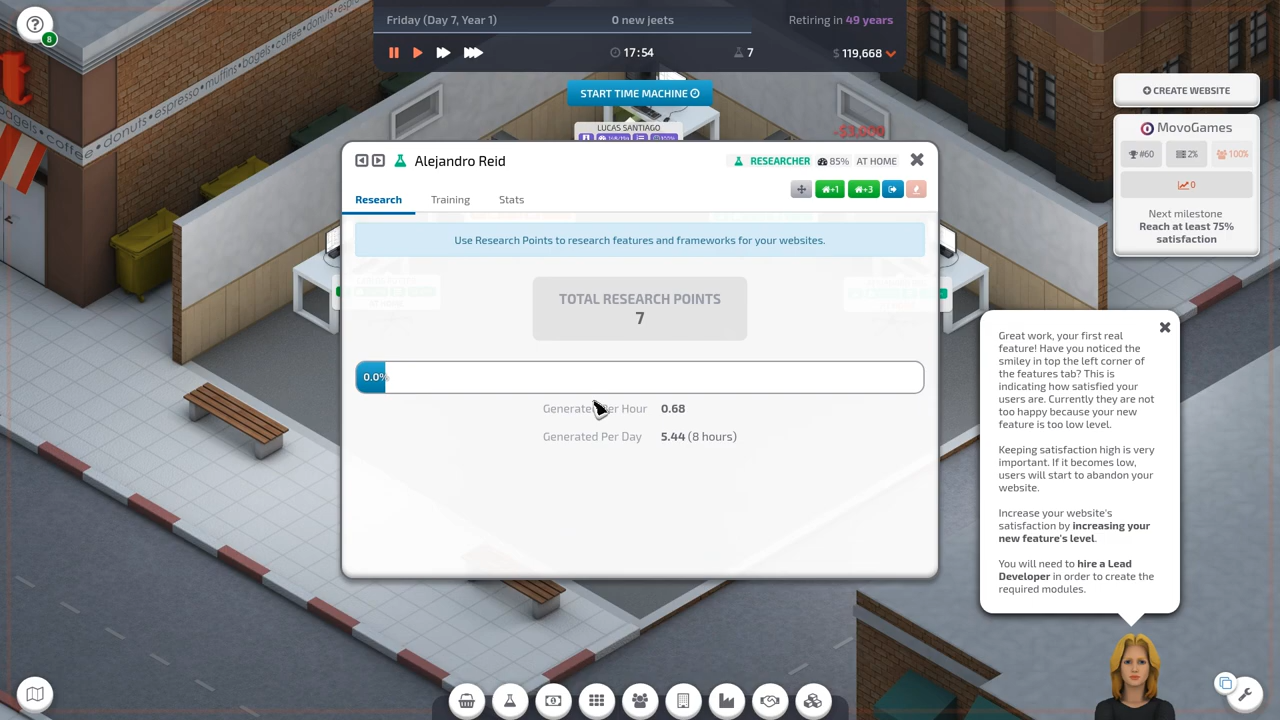 8
Friday (Day 7, Year 1)
0 new jeets
Retiring in 49 years
17:54
7
$ 119,668
START TIME MACHINE
LUCAS SANTIAGO
-$3,000
bagels•coffee•donuts•espresso•muffins•bagels•coffee
CREATE WEBSITE
MovoGames
#60
2%
100%
0
Next milestone
Reach at least 75%
satisfaction
Alejandro Reid
RESEARCHER
85%
AT HOME
+1
+3
Research
Training
Stats
Use Research Points to research features and frameworks for your websites.
TOTAL RESEARCH POINTS
7
0.0%
Generated Per Hour
0.68
Generated Per Day
5.44 (8 hours)
Great work, your first real
feature! Have you noticed the
smiley in top the left corner of
the features tab? This is
indicating how satisfied your
users are. Currently they are not
too happy because your new
feature is too low level.
Keeping satisfaction high is very
important. If it becomes low,
users will start to abandon your
website.
Increase your website's
satisfaction by increasing your
new feature's level.
You will need to hire a Lead
Developer in order to create the
required modules.